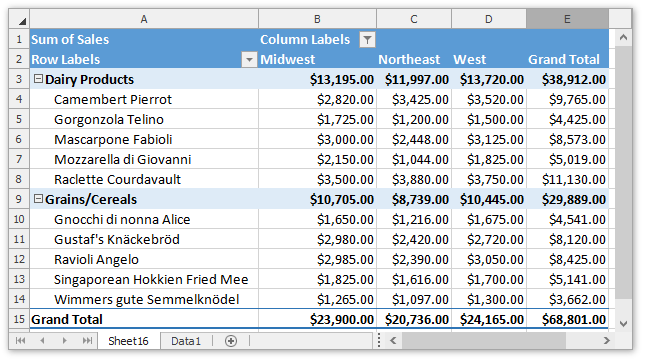 A B C D E
1 Sum of Sales Column Labels
2 Row Labels Midwest Northeast West Grand Total
3 Dairy Products $13,195.00 $11,997.00 $13,720.00 $38,912.00
4 Camembert Pierrot $2,820.00 $3,425.00 $3,520.00 $9,765.00
5 Gorgonzola Telino $1,725.00 $1,200.00 $1,500.00 $4,425.00
6 Mascarpone Fabioli $3,000.00 $2,448.00 $3,125.00 $8,573.00
7 Mozzarella di Giovanni $2,150.00 $1,044.00 $1,825.00 $5,019.00
8 Raclette Courdavault $3,500.00 $3,880.00 $3,750.00 $11,130.00
9 Grains/Cereals $10,705.00 $8,739.00 $10,445.00 $29,889.00
10 Gnocchi di nonna Alice $1,650.00 $1,216.00 $1,675.00 $4,541.00
11 Gustaf's Knäckebröd $2,980.00 $2,420.00 $2,720.00 $8,120.00
12 Ravioli Angelo $2,985.00 $2,390.00 $3,050.00 $8,425.00
13 Singaporean Hokkien Fried Mee $1,825.00 $1,616.00 $1,700.00 $5,141.00
14 Wimmers gute Semmelknödel $1,265.00 $1,097.00 $1,300.00 $3,662.00
15 Grand Total $23,900.00 $20,736.00 $24,165.00 $68,801.00
Sheet16 Data1